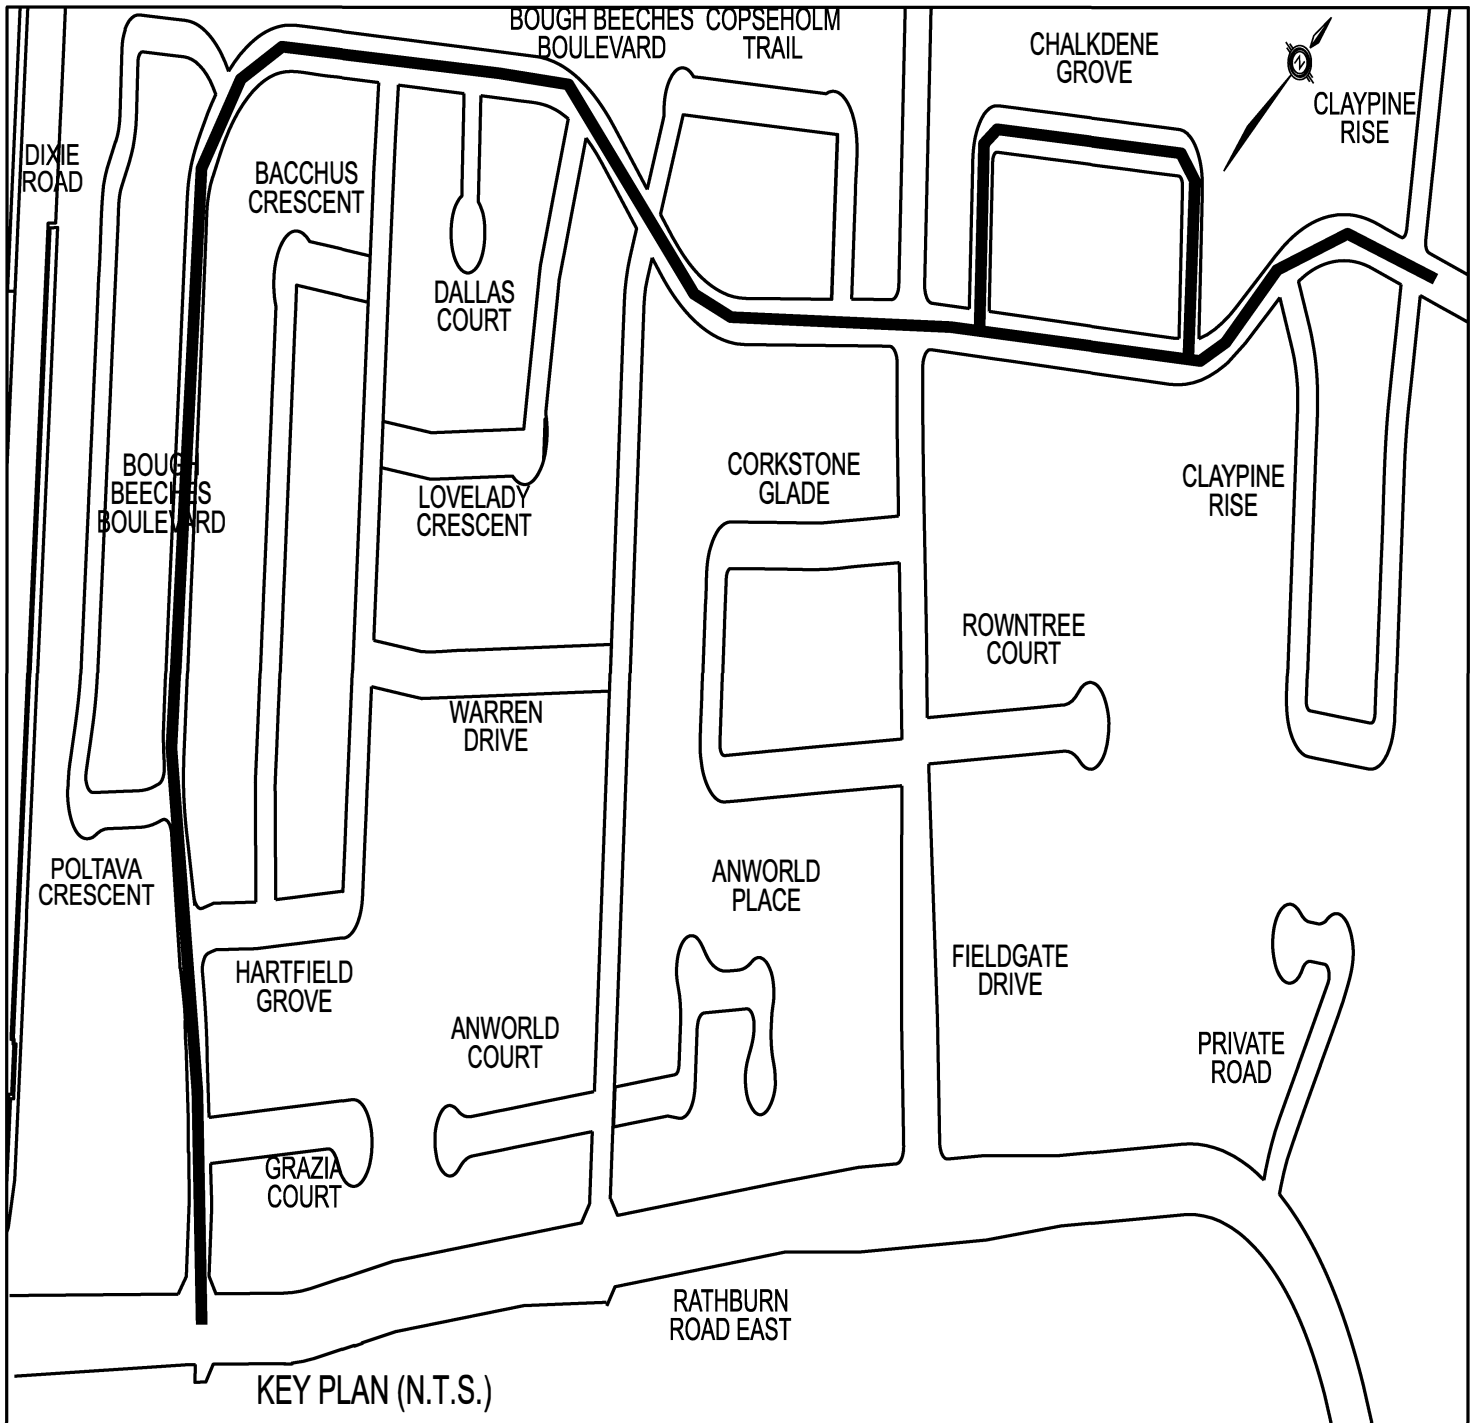 BOUGH BEECHES
BOULEVARD
COPSEHOLM
TRAIL
CHALKDENE
GROVE
N
CLAYPINE
RISE
DIXIE
ROAD
BACCHUS
CRESCENT
DALLAS
COURT
BOUGH
BEECHES
BOULEVARD
LOVELADY
CRESCENT
CORKSTONE
GLADE
CLAYPINE
RISE
ROWNTREE
COURT
WARREN
DRIVE
POLTAVA
CRESCENT
ANWORLD
PLACE
HARTFIELD
GROVE
FIELDGATE
DRIVE
ANWORLD
COURT
PRIVATE
ROAD
GRAZIA
COURT
RATHBURN
ROAD EAST
KEY PLAN (N.T.S.)